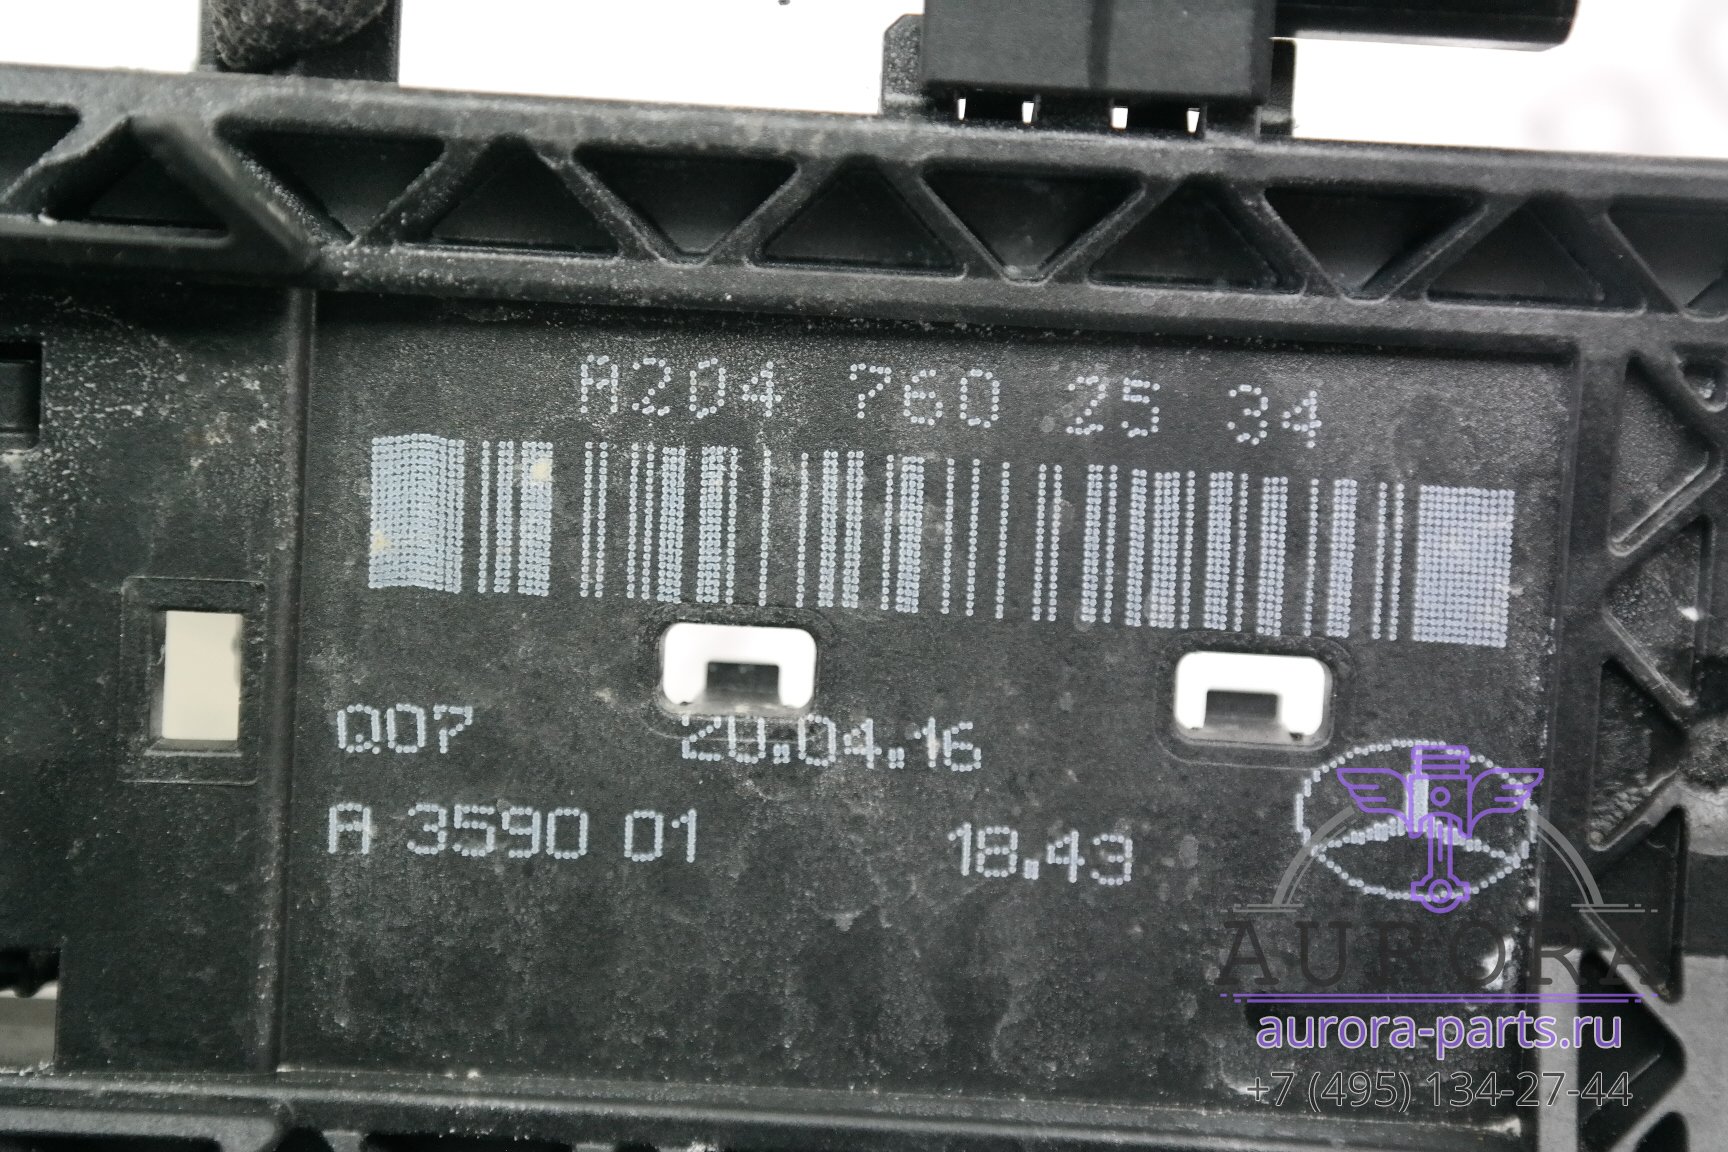 A204 760 25 34
Q07 20.04.16
A 3590 01 18.43
AURORA
aurora-parts.ru
+7 (495) 134-27-44